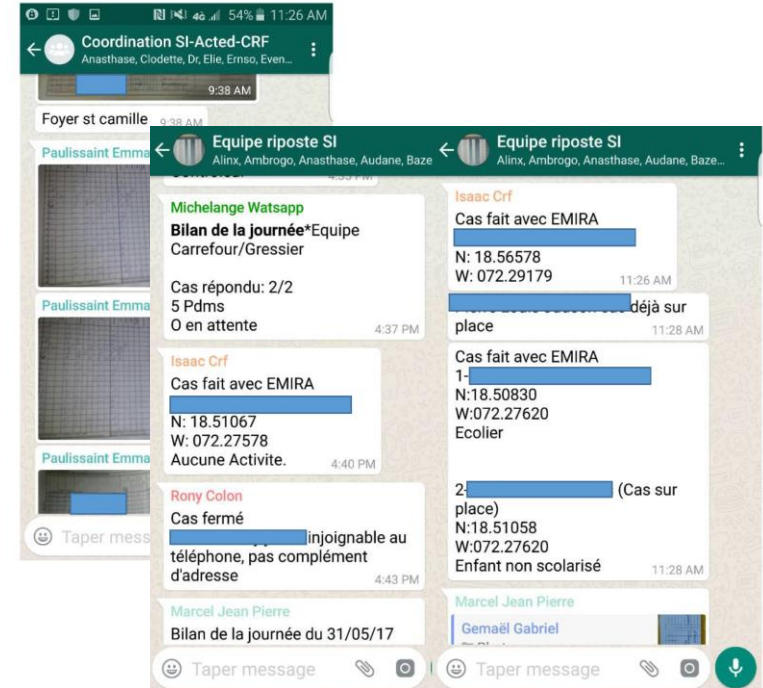 54% 11:26 AM
Coordination SI-Acted-CRF
Anasthase, Clodette, Dr, Elie, Ernso, Even...
9:38 AM
Foyer st camille 9:38 AM
Paulissaint Emma
Paulissaint Emma
Paulissaint Emma
Taper mess
Equipe riposte SI
Alinx, Ambrogo, Anasthase, Audane, Baze
4:35 PM
Michelange Watsapp
Bilan de la journée*Equipe
Carrefour/Gressier
Cas répondu: 2/2
5 Pdms
O en attente
4:37 PM
Isaac Crf
Cas fait avec EMIRA
N: 18.51067
W: 072.27578
Aucune Activite.
4:40 PM
Rony Colon
Cas fermé
injoignable au
téléphone, pas complément
d'adresse
4:43 PM
Marcel Jean Pierre
Bilan de la journée du 31/05/17
Taper message
Equipe riposte SI
Alinx, Ambrogo, Anasthase, Audane, Baze...
Isaac Crf
Cas fait avec EMIRA
N: 18.56578
W: 072.29179
11:26 AM
déjà sur
place
11:28 AM
Cas fait avec EMIRA
1-
N:18.50830
W:072.27620
Ecolier
2- (Cas sur
place)
N:18.51058
W:072.27620
Enfant non scolarisé
11:28 AM
Marcel Jean Pierre
Gemaël Gabriel
Taper message